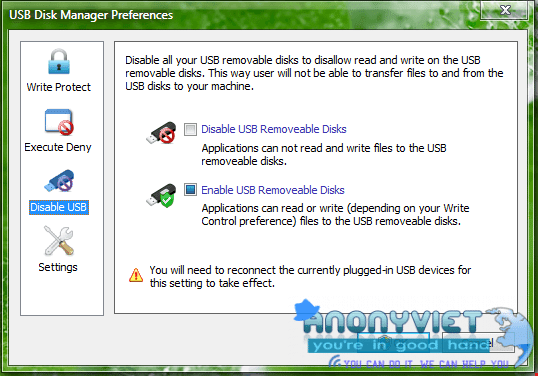 USB Disk Manager Preferences
Write Protect
Execute Deny
Disable USB
Settings
Disable all your USB removable disks to disallow read and write on the USB
removable disks. This way user will not be able to transfer files to and from the
USB disks to your machine.
Disable USB Removeable Disks
Applications can not read and write files to the USB
removeable disks.
Enable USB Removeable Disks
Applications can read or write (depending on your Write
Control preference) files to the USB removeable disks.
You will need to reconnect the currently plugged-in USB devices for
this setting to take effect.
ANONYVIET
you're in good hand
YOU CAN DO IT, WE CAN HELP YOU